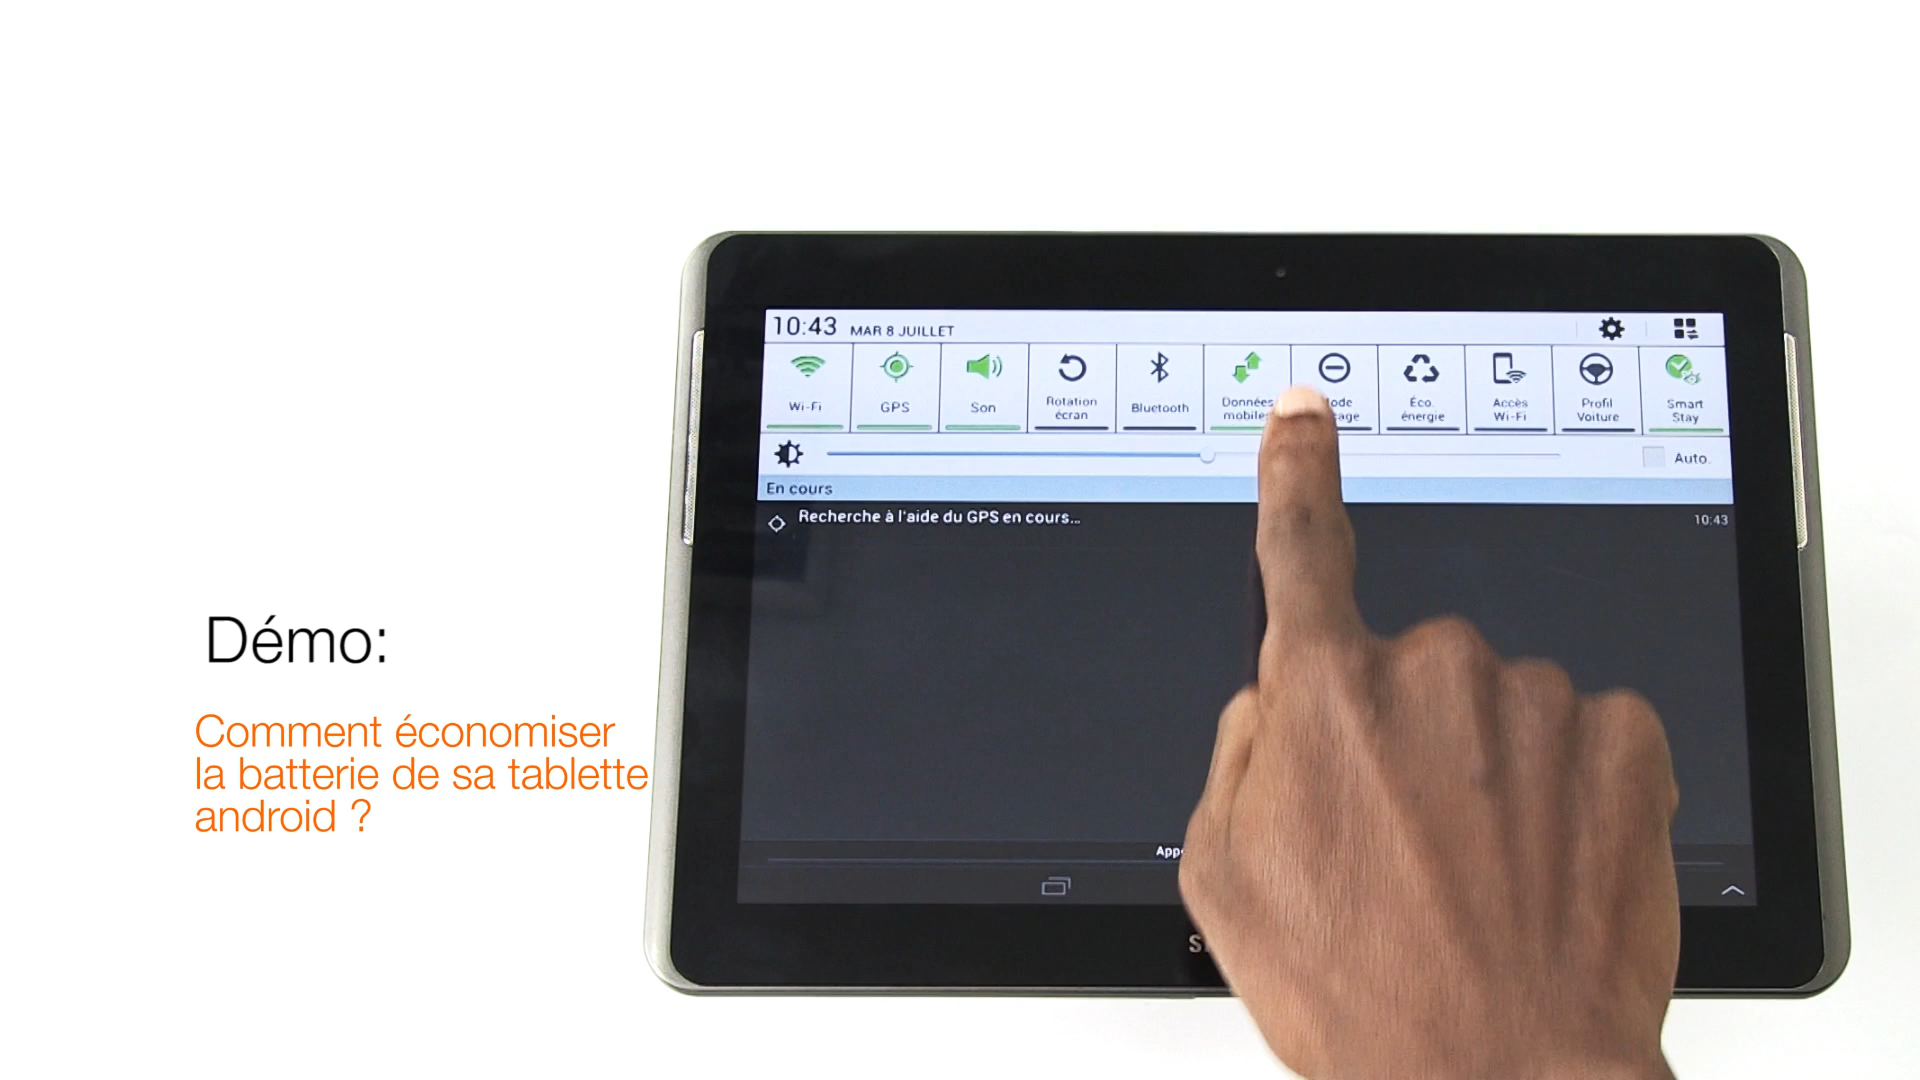 10:43 MAR 8 JUILLET
Wi-Fi
GPS
Son
Rotation
écran
Bluetooth
Données
mobiles
Éco.
énergie
Accès
Wi-Fi
Profil
Voiture
Smart
Stay
Auto.
En cours
Recherche à l'aide du GPS en cours...
10:43
Démo:
Comment économiser
la batterie de sa tablette
android ?